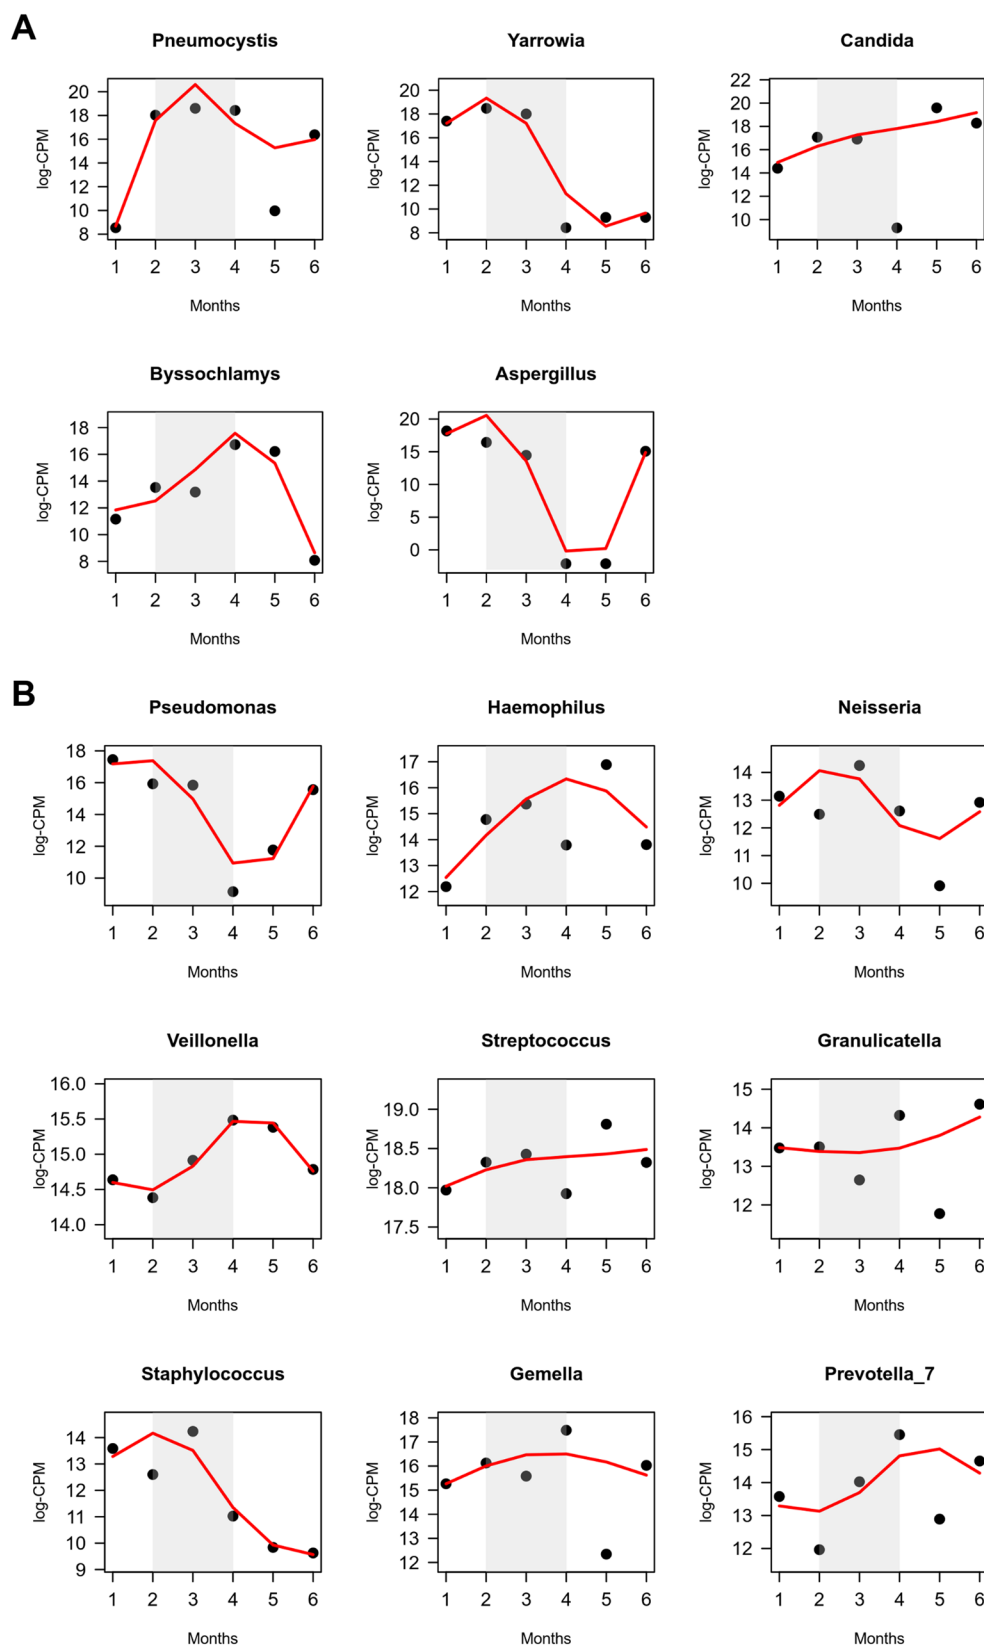 A
Pneumocystis
log-CPM
20
18
16
14
12
10
8
1 2 3 4 5 6
Months
Yarrowia
log-CPM
20
18
16
14
12
10
8
1 2 3 4 5 6
Months
Candida
log-CPM
22
20
18
16
14
12
10
1 2 3 4 5 6
Months
Byssochlamys
log-CPM
18
16
14
12
10
8
1 2 3 4 5 6
Months
Aspergillus
log-CPM
20
15
10
5
0
1 2 3 4 5 6
Months
B
Pseudomonas
log-CPM
18
16
14
12
10
1 2 3 4 5 6
Months
Haemophilus
log-CPM
17
16
15
14
13
12
1 2 3 4 5 6
Months
Neisseria
log-CPM
14
13
12
11
10
1 2 3 4 5 6
Months
Veillonella
log-CPM
16.0
15.5
15.0
14.5
14.0
1 2 3 4 5 6
Months
Streptococcus
log-CPM
19.0
18.5
18.0
17.5
1 2 3 4 5 6
Months
Granulicatella
log-CPM
15
14
13
12
1 2 3 4 5 6
Months
Staphylococcus
log-CPM
14
13
12
11
10
9
1 2 3 4 5 6
Months
Gemella
log-CPM
18
17
16
15
14
13
12
1 2 3 4 5 6
Months
Prevotella_7
log-CPM
16
15
14
13
12
1 2 3 4 5 6
Months